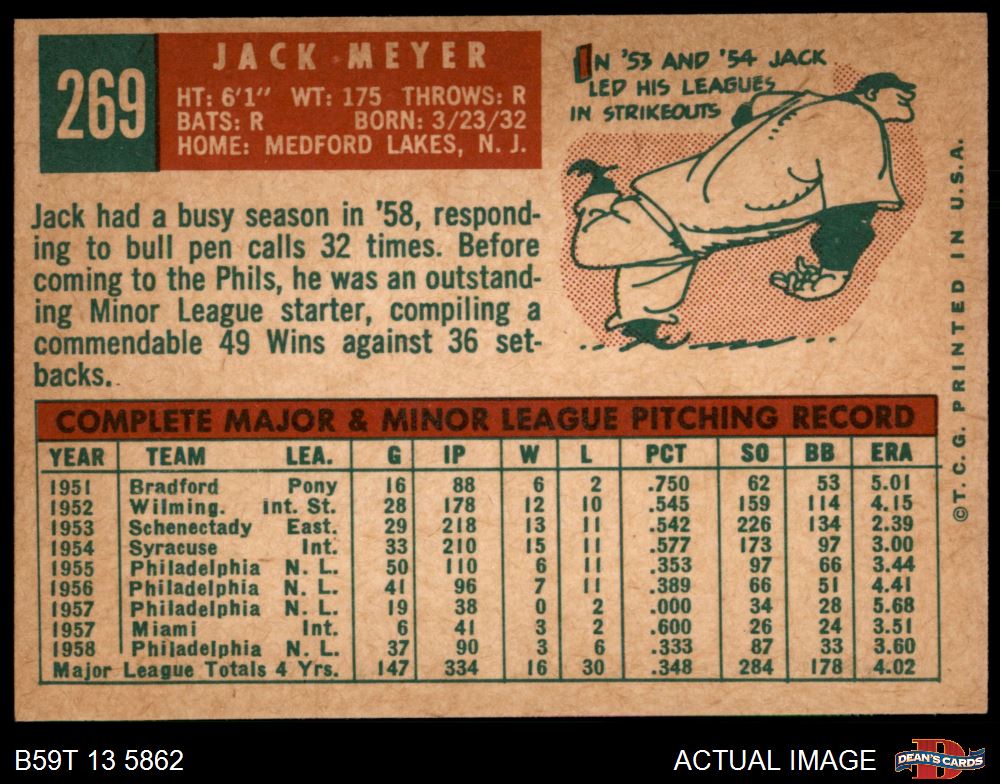 269
JACK MEYER
HT: 6'1" WT: 175 THROWS: R
BATS: R BORN: 3/23/32
HOME: MEDFORD LAKES, N. J.
IN '53 AND '54 JACK
LED HIS LEAGUES
IN STRIKEOUTS
Jack had a busy season in '58, respond-
ing to bull pen calls 32 times. Before
coming to the Phils, he was an outstand-
ing Minor League starter, compiling a
commendable 49 Wins against 36 set-
backs.
COMPLETE MAJOR & MINOR LEAGUE PITCHING RECORD
YEAR TEAM LEA. G IP W L PCT SO BB ERA
1951 Bradford Pony 16 88 6 2 .750 62 53 5.01
1952 Wilming. Int. St. 28 178 12 10 .545 159 114 4.15
1953 Schenectady East. 29 218 13 11 .542 226 134 2.39
1954 Syracuse Int. 33 210 15 11 .577 173 97 3.00
1955 Philadelphia N. L. 50 110 6 11 .353 97 66 3.44
1956 Philadelphia N. L. 41 96 7 11 .389 66 51 4.41
1957 Philadelphia N. L. 19 38 0 2 .000 34 28 5.68
1957 Miami Int. 6 41 3 2 .600 26 24 3.51
1958 Philadelphia N. L. 37 90 3 6 .333 87 33 3.60
Major League Totals 4 Yrs. 147 334 16 30 .348 284 178 4.02
©T. C. G. PRINTED IN U.S.A.
B59T 13 5862
ACTUAL IMAGE
D
DEAN'S CARDS